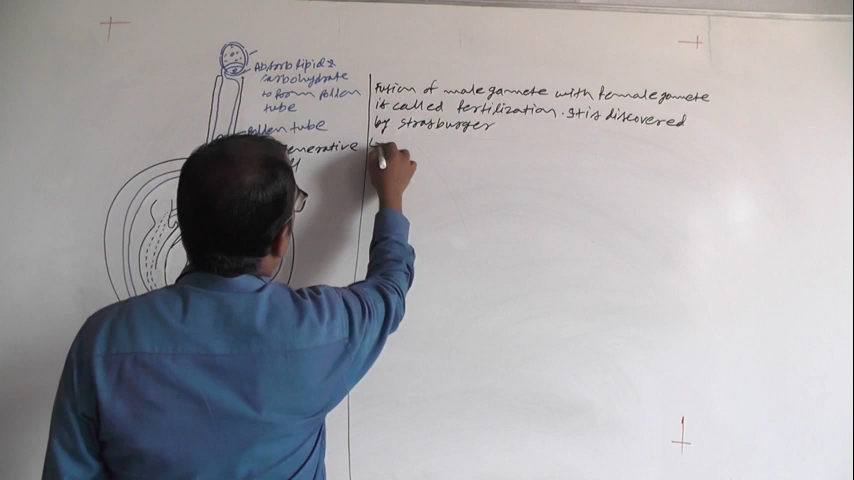 Absorb lipid &
carbohydrate
to form pollen
tube
Pollen tube
generative
Fusion of male gamete with female gamete
is called fertilization. It is discovered
by strasburger